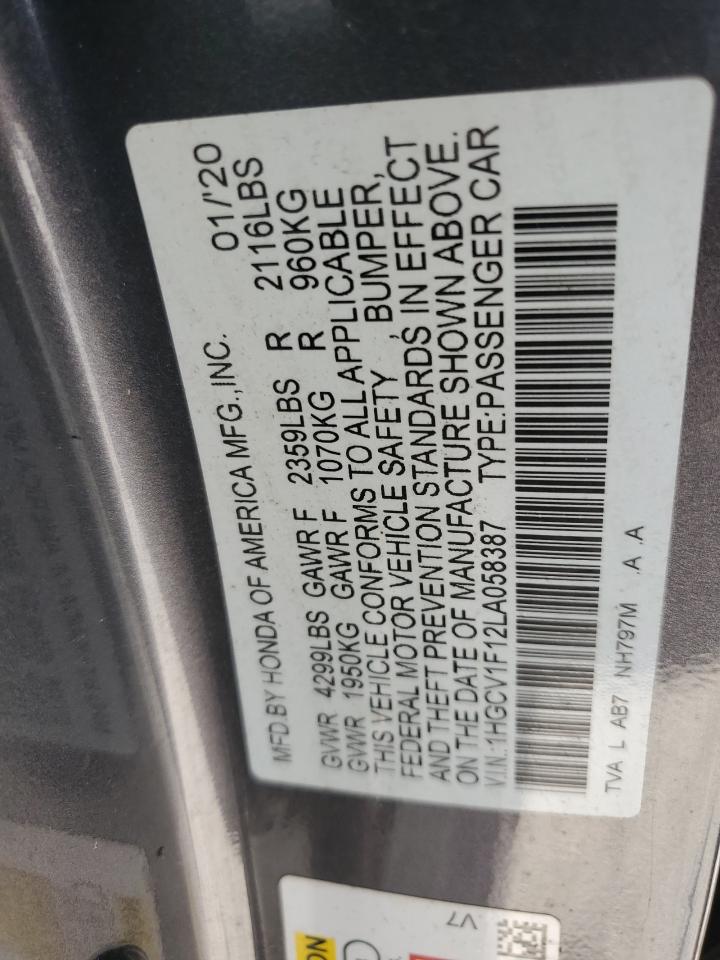 MFD.BY HONDA OF AMERICA MFG.,INC. 01/'20
GVWR 4299LBS GAWR F 2359LBS R 2116LBS
GVWR 1950KG GAWR F 1070KG R 960KG
THIS VEHICLE CONFORMS TO ALL APPLICABLE
FEDERAL MOTOR VEHICLE SAFETY , BUMPER,
AND THEFT PREVENTION STANDARDS IN EFFECT
ON THE DATE OF MANUFACTURE SHOWN ABOVE.
V.I.N.:1HGCV1F12LA058387 TYPE:PASSENGER CAR
TVA L AB7 NH797M .A .A
V7